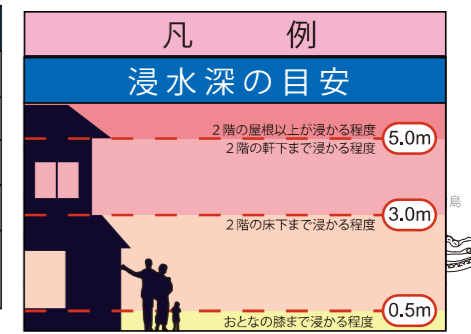 凡例
浸水深の目安
2階の屋根以上が浸かる程度
5.0m
2階の軒下まで浸かる程度
3.0m
2階の床下まで浸かる程度
0.5m
おとなの膝まで浸かる程度
島